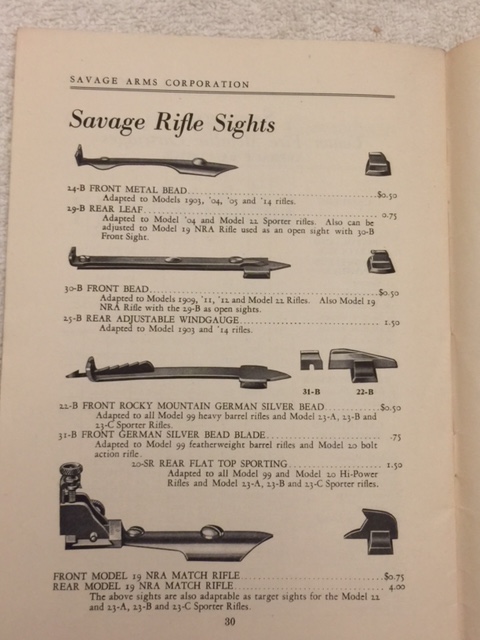 SAVAGE ARMS CORPORATION
Savage Rifle Sights
24-B FRONT METAL BEAD..............................$0.50
Adapted to Models 1903, '04, '05 and '14 rifles.
29-B REAR LEAF.............................. 0.75
Adapted to Model '04 and Model 22 Sporter rifles. Also can be
adjusted to Model 19 NRA Rifle used as an open sight with 30-B
Front Sight.
30-B FRONT BEAD..............................$0.50
Adapted to Models 1909, '11, '12 and Model 22 Rifles. Also Model 19
NRA Rifle with the 29-B as open sights.
25-B REAR ADJUSTABLE WINDGAUGE.............................. 1.50
Adapted to Model 1903 and '14 rifles.
31-B 22-B
22-B FRONT ROCKY MOUNTAIN GERMAN SILVER BEAD..........$0.50
Adapted to all Model 99 heavy barrel rifles and Model 23-A, 23-B and
23-C Sporter Rifles.
31-B FRONT GERMAN SILVER BEAD BLADE.................... .75
Adapted to Model 99 featherweight barrel rifles and Model 20 bolt
action rifle.
20-SR REAR FLAT TOP SPORTING.................... 1.50
Adapted to all Model 99 and Model 20 Hi-Power
Rifles and Model 23-A, 23-B and 23-C Sporter rifles.
FRONT MODEL 19 NRA MATCH RIFLE....................$0.75
REAR MODEL 19 NRA MATCH RIFLE.................... 4.00
The above sights are also adaptable as target sights for the Model 22
and 23-A, 23-B and 23-C Sporter Rifles.
30